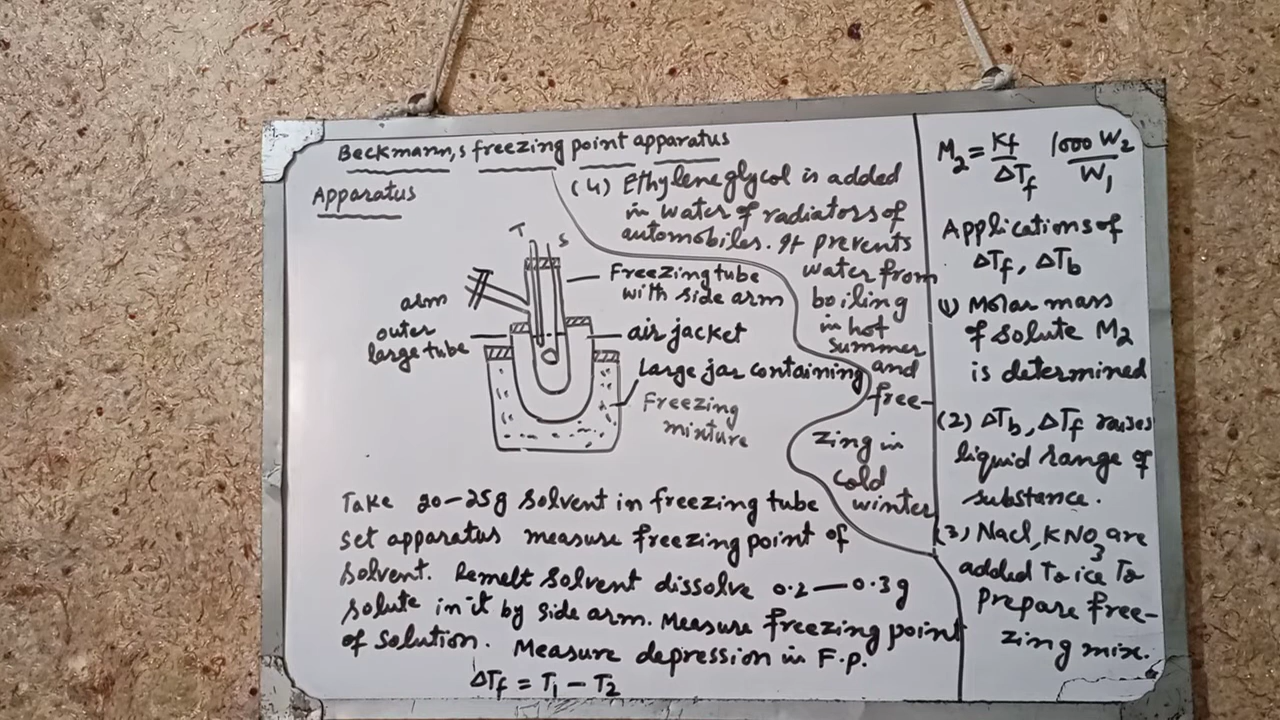 Beckmann,s freezing point apparatus
Apparatus
T S
Freezing tube
with side arm
arm
outer
large tube
air jacket
Large jar containing
Freezing
mixture
Take 20-25g solvent in freezing tube
set apparatus measure freezing point of
solvent. Remelt solvent dissolve 0.2-0.3g
solute in it by side arm. Measure freezing point
of solution. Measure depression in F.p.
ΔTf = T1 - T2
M2 = Kf/ΔTf 1000 W2/W1
Applications of
ΔTf, ΔTb
(1) Molar mass
of solute M2
is determined
(2) ΔTb, ΔTf raises
liquid range of
substance.
(3) Nacl, KNO3 are
added To ice To
prepare free-
zing mix.
(4) Ethylene glycol is added
in water of radiators of
automobiles. It prevents
water from
boiling
in hot
summer
and
free-
zing in
cold
winter